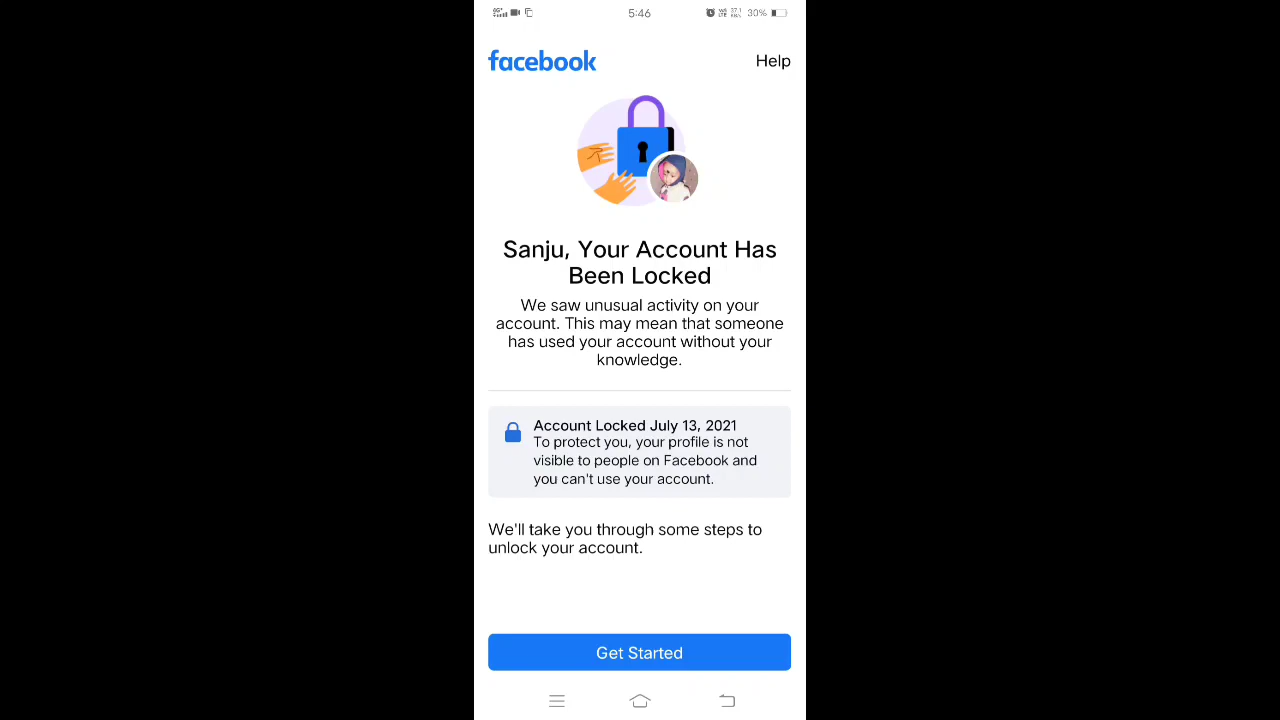 5:46
30%
facebook
Help
Sanju, Your Account Has
Been Locked
We saw unusual activity on your
account. This may mean that someone
has used your account without your
knowledge.
Account Locked July 13, 2021
To protect you, your profile is not
visible to people on Facebook and
you can't use your account.
We'll take you through some steps to
unlock your account.
Get Started